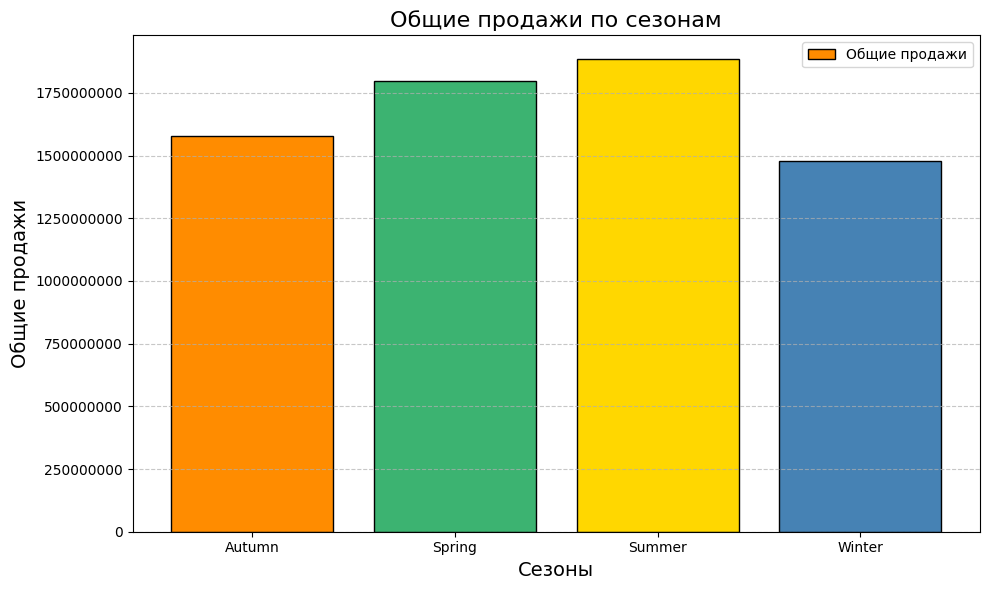 Общие продажи по сезонам
Общие продажи
1750000000
1500000000
1250000000
1000000000
750000000
500000000
250000000
0
Общие продажи
Autumn Spring Summer Winter
Сезоны